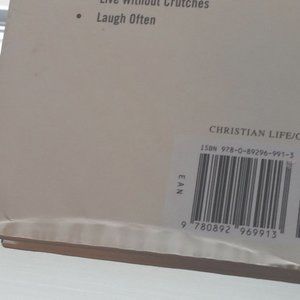 Live Without Crutches
• Laugh Often
CHRISTIAN LIFE/
ISBN 978-0-89296-991-3
EAN
9 780892 969913